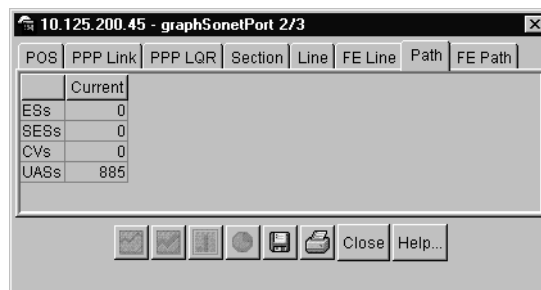 10.125.200.45 - graphSonetPort 2/3
POS PPP Link PPP LQR Section Line FE Line Path FE Path
Current
ESs 0
SESs 0
CVs 0
UASs 885
Close Help...